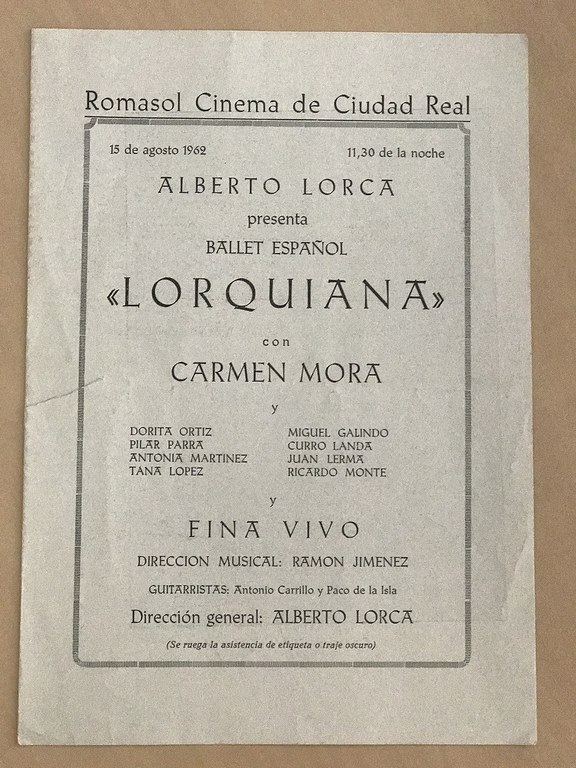 Romasol Cinema de Ciudad Real
15 de agosto 1962 11,30 de la noche
ALBERTO LORCA
presenta
BALLET ESPAÑOL
«LORQUIANA»
con
CARMEN MORA
y
DORITA ORTIZ MIGUEL GALINDO
PILAR PARRA CURRO LANDA
ANTONIA MARTINEZ JUAN LERMA
TANA LOPEZ RICARDO MONTE
y
FINA VIVO
DIRECCION MUSICAL: RAMON JIMENEZ
GUITARRISTAS: Antonio Carrillo y Paco de la Isla
Dirección general: ALBERTO LORCA
(Se ruega la asistencia de etiqueta o traje oscuro)